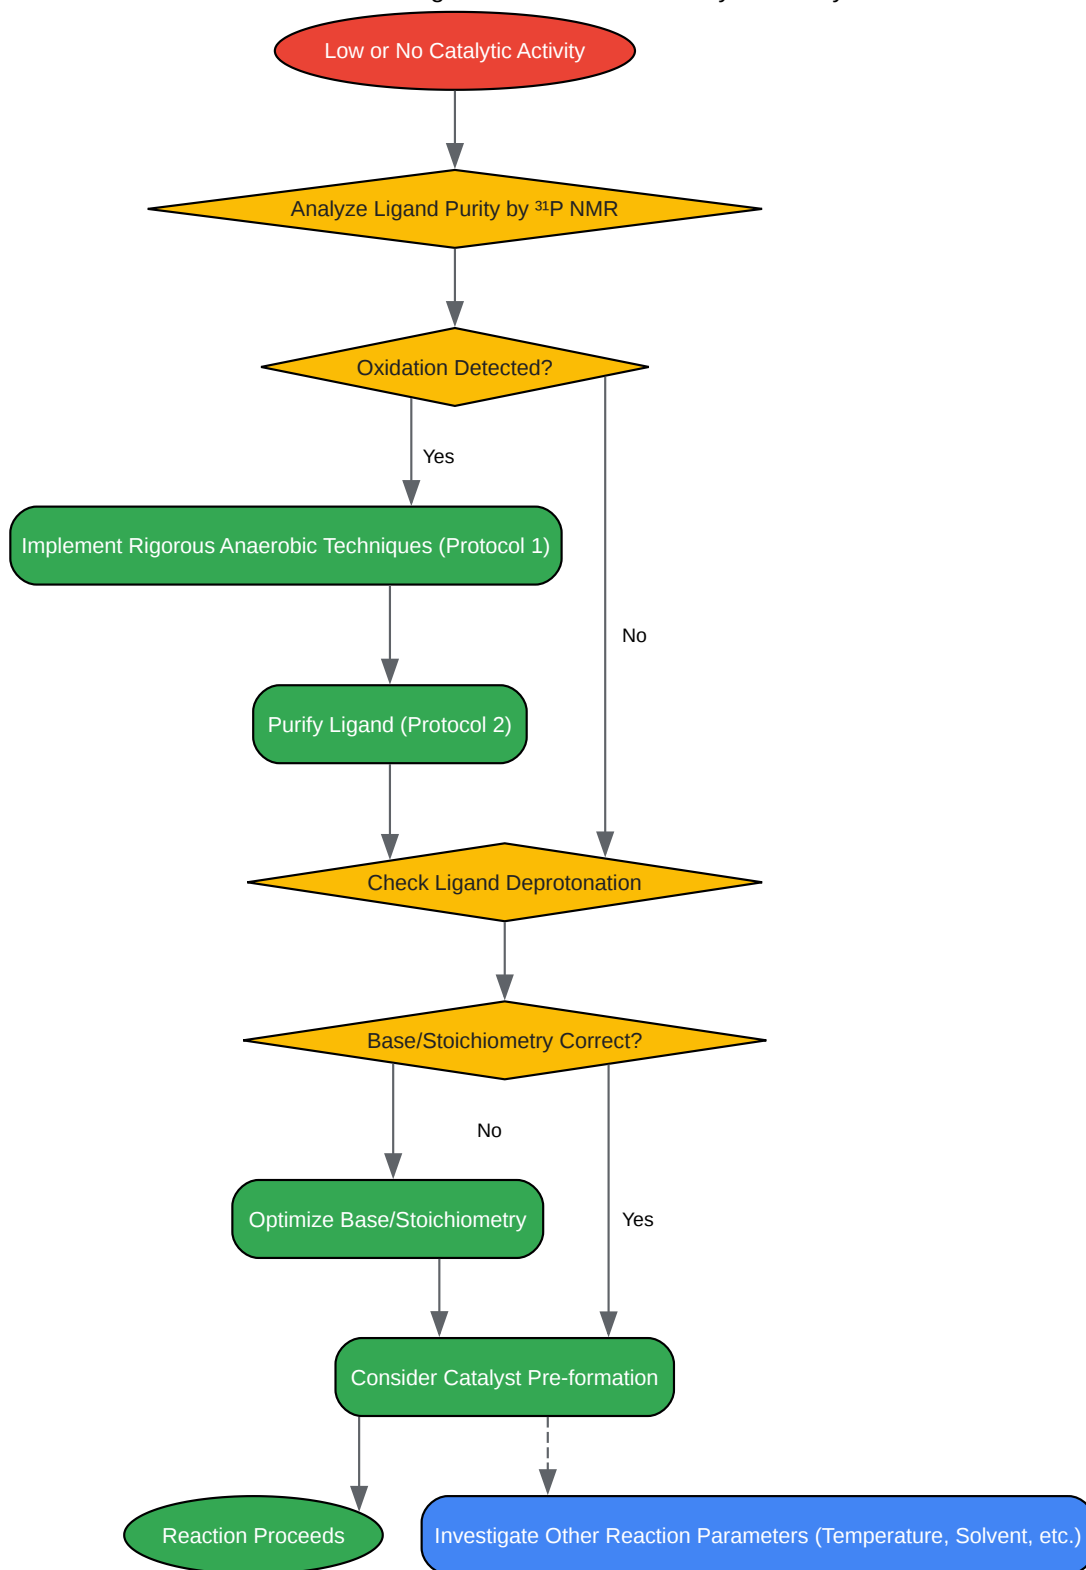 Low or No Catalytic Activity
Analyze Ligand Purity by ³¹P NMR
Oxidation Detected?
Yes
Implement Rigorous Anaerobic Techniques (Protocol 1)
No
Purify Ligand (Protocol 2)
Check Ligand Deprotonation
Base/Stoichiometry Correct?
No
Optimize Base/Stoichiometry
Yes
Consider Catalyst Pre-formation
Reaction Proceeds
Investigate Other Reaction Parameters (Temperature, Solvent, etc.)